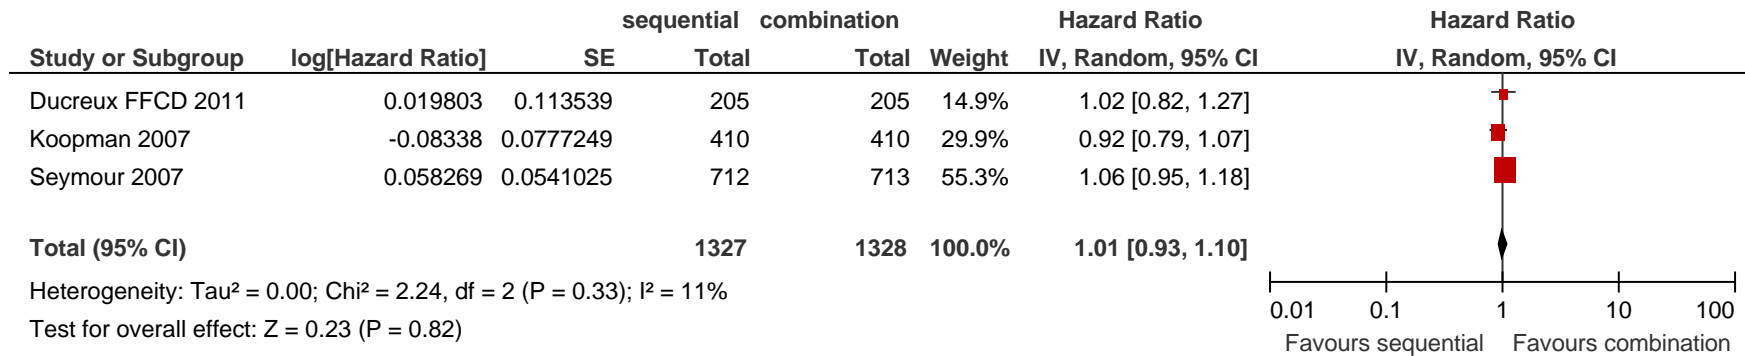 sequential combination Hazard Ratio Hazard Ratio
Study or Subgroup log[Hazard Ratio] SE Total Total Weight IV, Random, 95% CI IV, Random, 95% CI
Ducreux FFCD 2011 0.019803 0.113539 205 205 14.9% 1.02 [0.82, 1.27]
Koopman 2007 -0.08338 0.0777249 410 410 29.9% 0.92 [0.79, 1.07]
Seymour 2007 0.058269 0.0541025 712 713 55.3% 1.06 [0.95, 1.18]
Total (95% CI) 1327 1328 100.0% 1.01 [0.93, 1.10]
Heterogeneity: Tau² = 0.00; Chi² = 2.24, df = 2 (P = 0.33); I² = 11%
Test for overall effect: Z = 0.23 (P = 0.82)
0.01 0.1 1 10 100
Favours sequential Favours combination